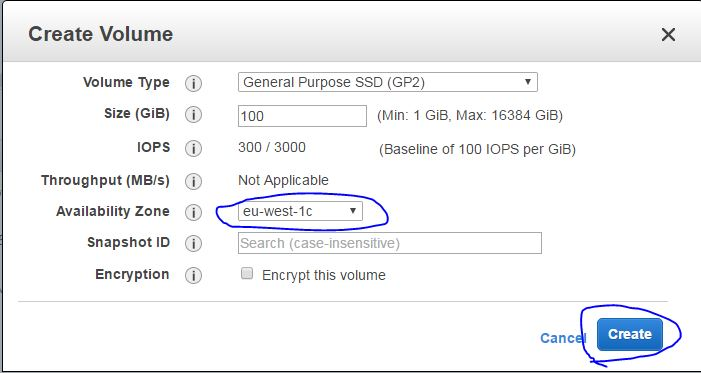 Create Volume ×
Volume Type i General Purpose SSD (GP2)
Size (GiB) i 100 (Min: 1 GiB, Max: 16384 GiB)
IOPS i 300 / 3000 (Baseline of 100 IOPS per GiB)
Throughput (MB/s) i Not Applicable
Availability Zone i eu-west-1c
Snapshot ID i Search (case-insensitive)
Encryption i Encrypt this volume
Cancel Create